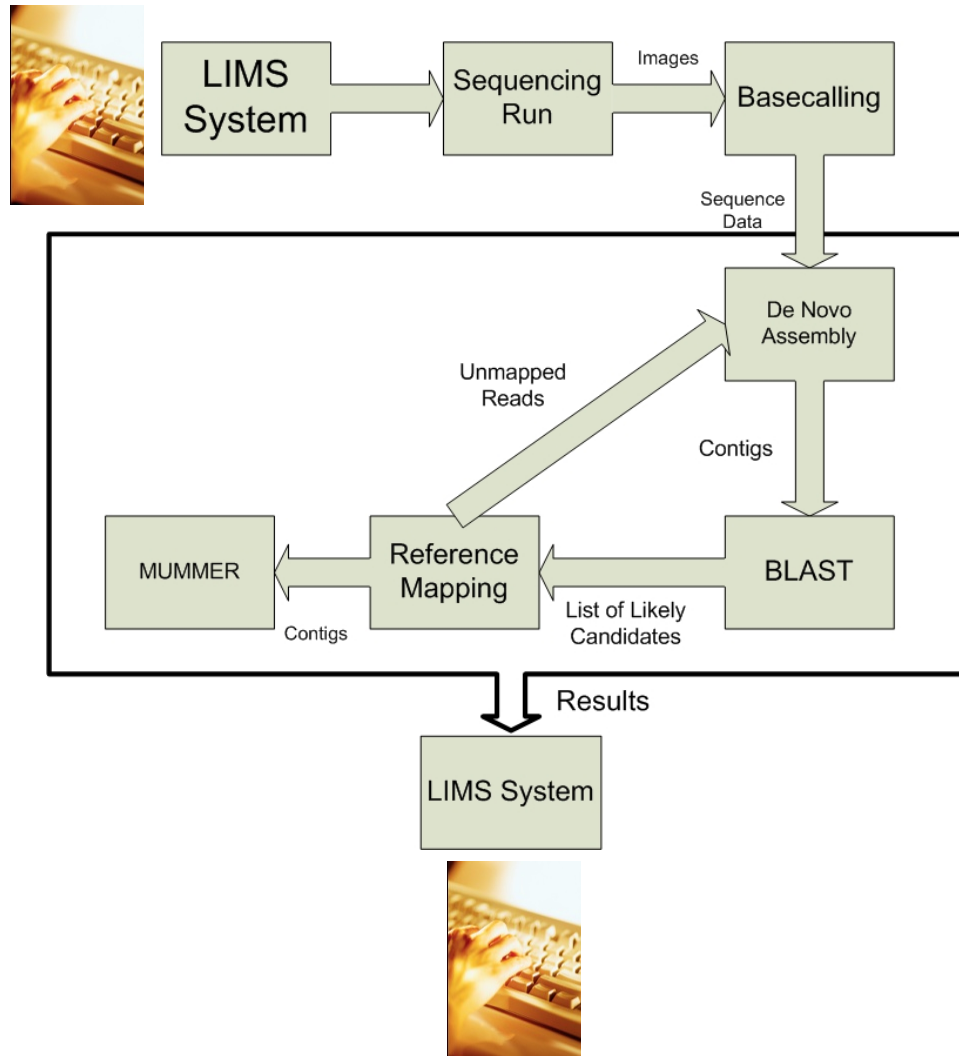 LIMS
System
Sequencing
Run
Images
Basecalling
Sequence
Data
De Novo
Assembly
Unmapped
Reads
Contigs
MUMMER
Reference
Mapping
BLAST
Contigs
List of Likely
Candidates
Results
LIMS System